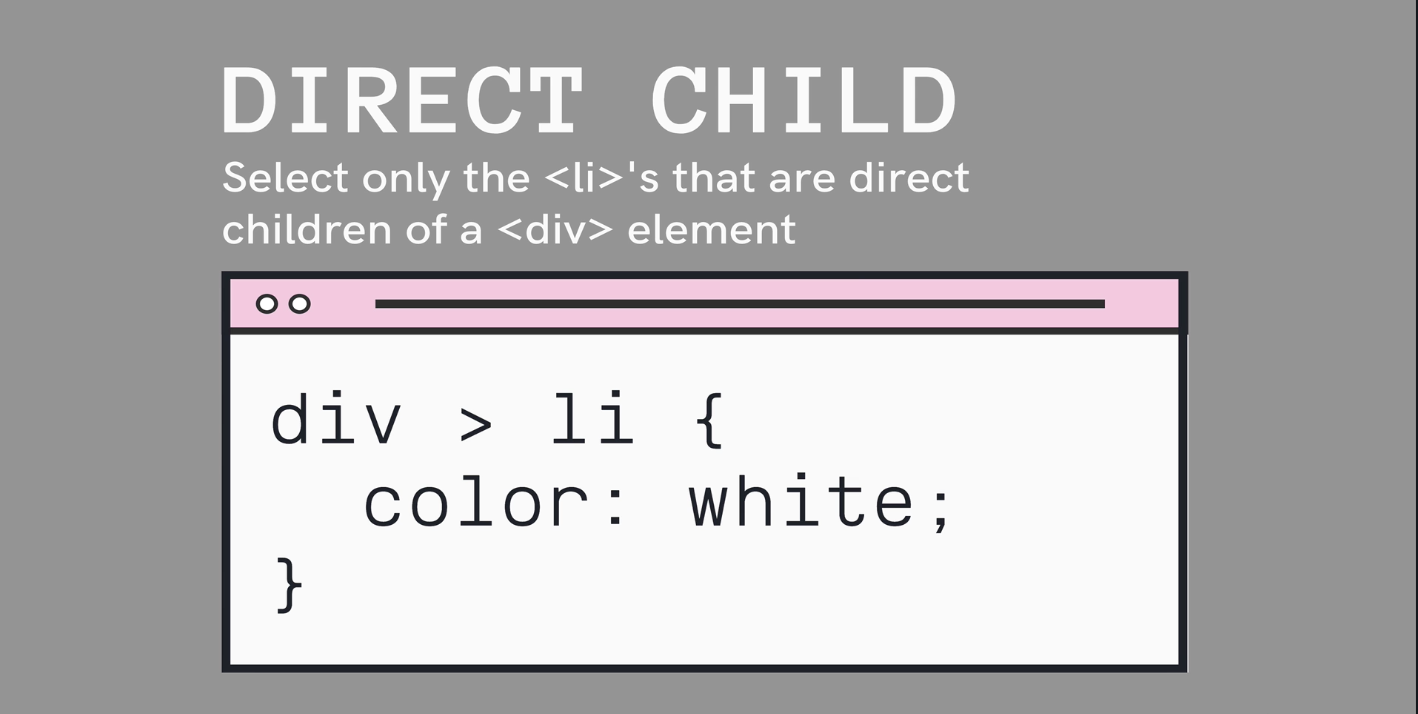 DIRECT CHILD
Select only the <li>'s that are direct
children of a <div> element
div > li {
  color: white;
}